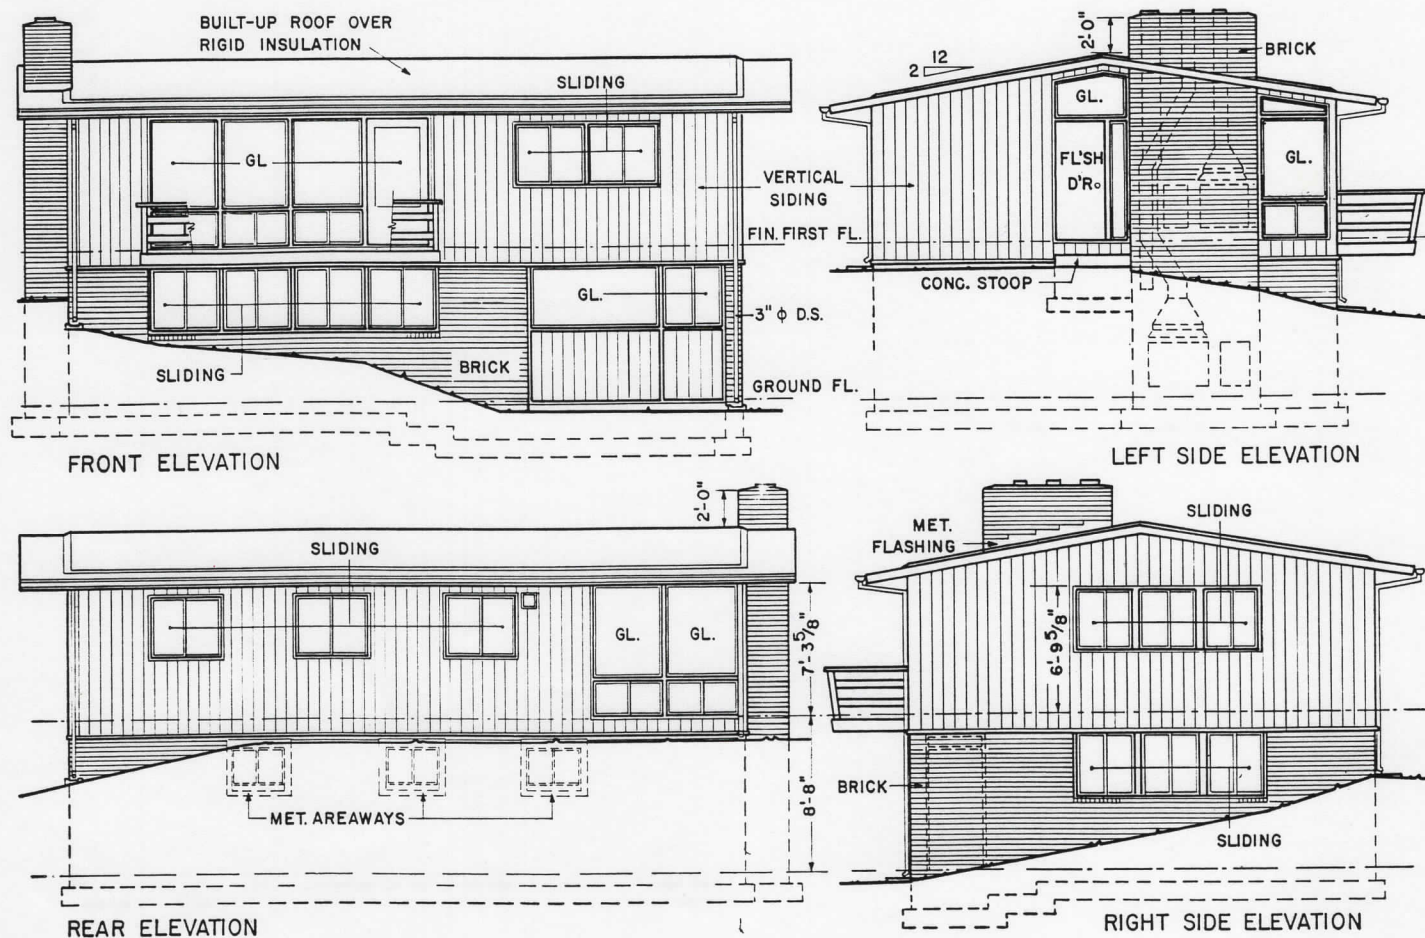 BUILT-UP ROOF OVER
RIGID INSULATION
SLIDING
GL
VERTICAL
SIDING
FIN. FIRST FL.
GL.
3" ϕ D.S.
SLIDING
BRICK
GROUND FL.
FRONT ELEVATION
2'-0"
BRICK
12
2
GL.
FL'SH
D'R.
GL.
CONC. STOOP
LEFT SIDE ELEVATION
2'-0"
SLIDING
GL.
GL.
7'-3 5/8"
8'-8"
MET. AREAWAYS
REAR ELEVATION
MET.
FLASHING
SLIDING
6'-9 5/8"
BRICK
SLIDING
RIGHT SIDE ELEVATION